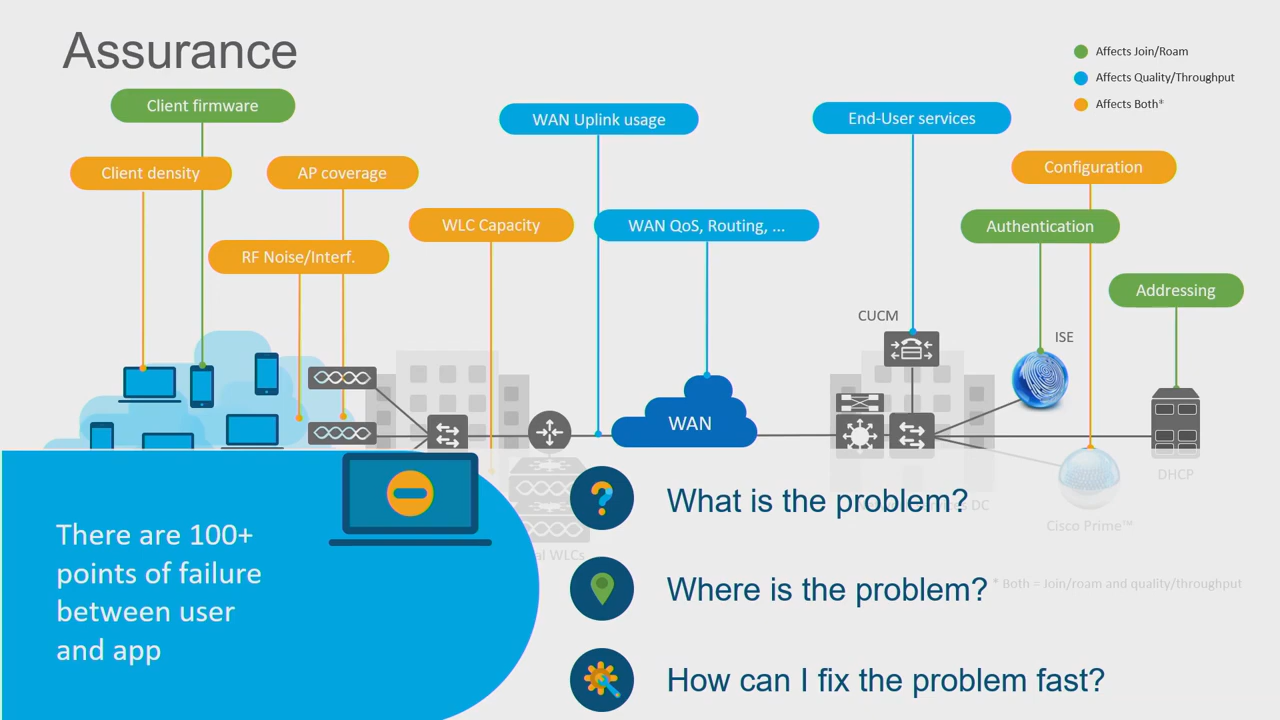 Assurance
Affects Join/Roam
Affects Quality/Throughput
Affects Both*
Client firmware
WAN Uplink usage
End-User services
Client density
AP coverage
Configuration
WLC Capacity
WAN QoS, Routing, ...
Authentication
RF Noise/Interf.
Addressing
CUCM
ISE
WAN
DHCP
DC
Cisco Prime™
al WLCs
* Both = Join/roam and quality/throughput
There are 100+
points of failure
between user
and app
What is the problem?
Where is the problem?
How can I fix the problem fast?